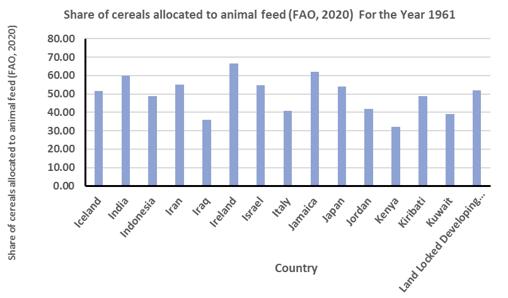 Share of cereals allocated to animal feed (FAO, 2020)  For the Year 1961
Share of cereals allocated to animal feed (FAO, 2020)
80.00
70.00
60.00
50.00
40.00
30.00
20.00
10.00
0.00
Iceland
India
Indonesia
Iran
Iraq
Ireland
Israel
Italy
Jamaica
Japan
Jordan
Kenya
Kiribati
Kuwait
Land Locked Developing...
Country